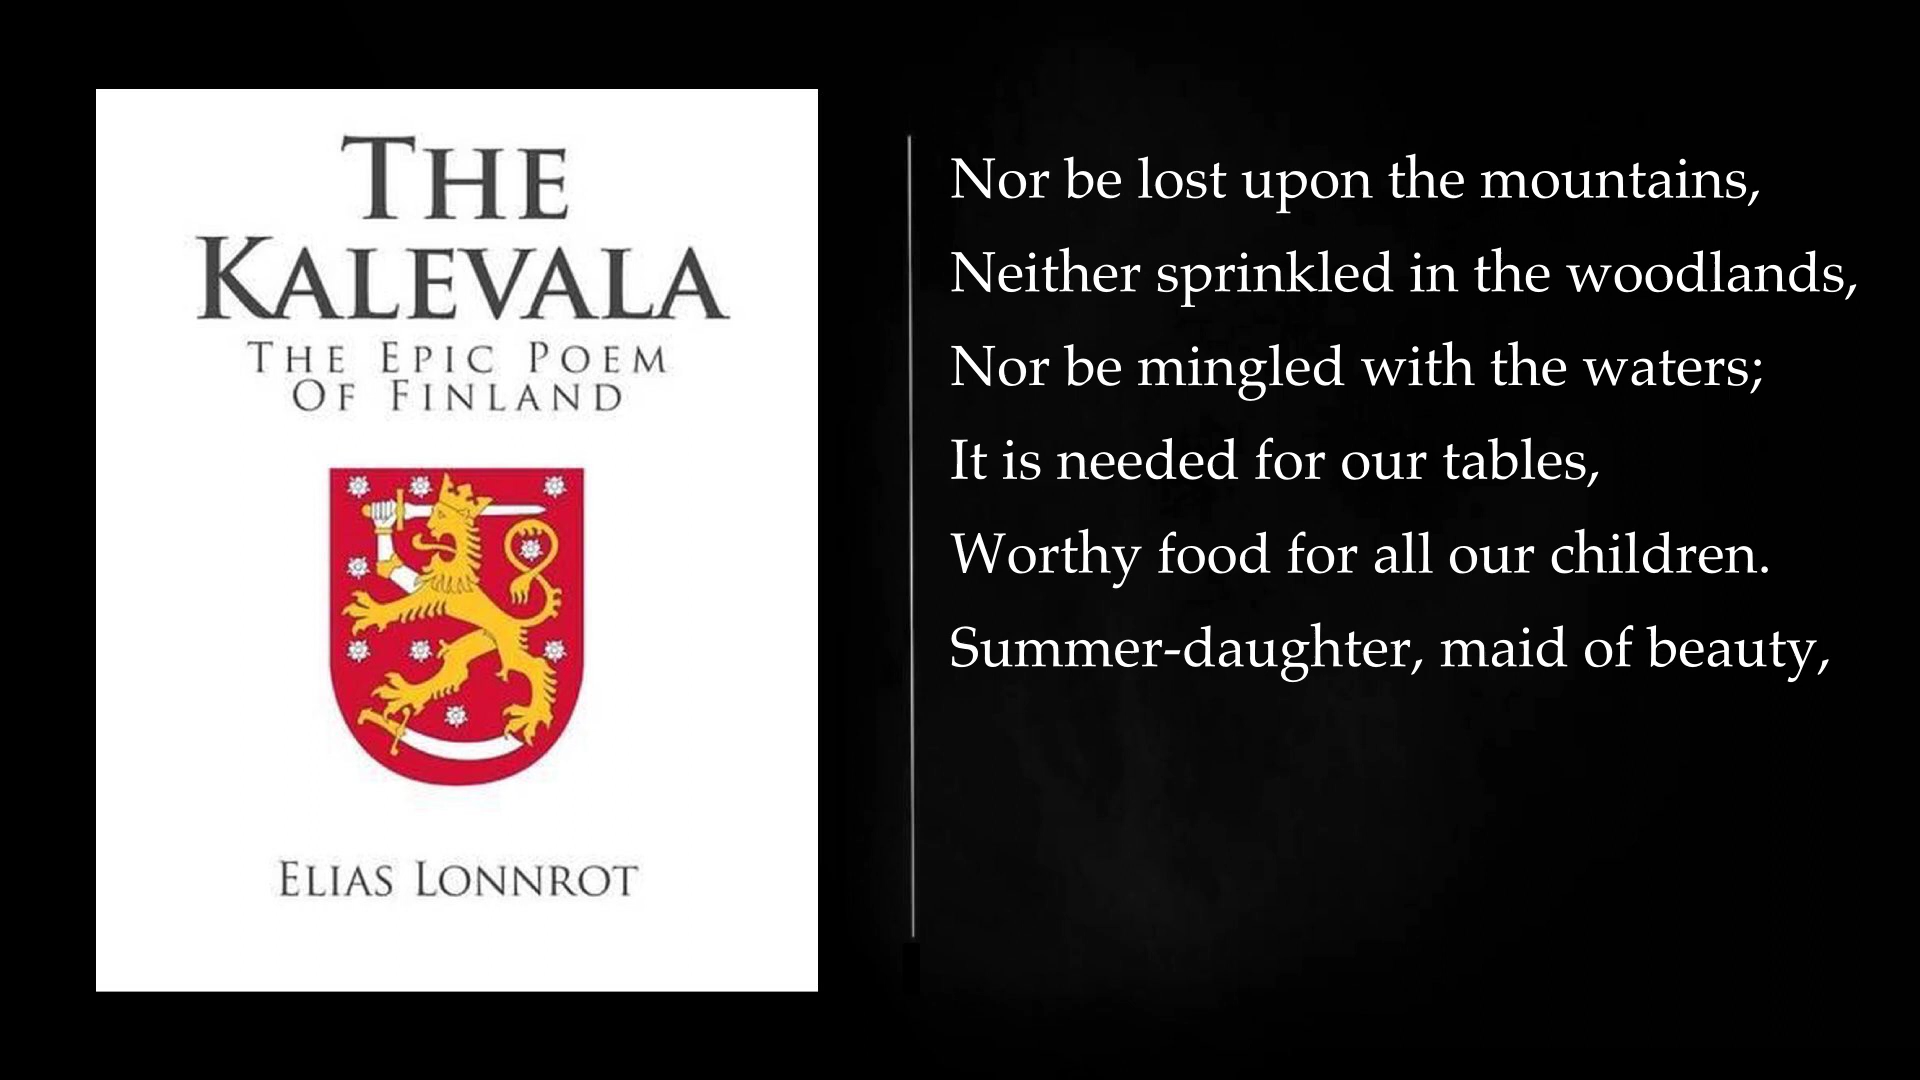 THE
KALEVALA
THE EPIC POEM
OF FINLAND
ELIAS LONNROT
Nor be lost upon the mountains,
Neither sprinkled in the woodlands,
Nor be mingled with the waters;
It is needed for our tables,
Worthy food for all our children.
Summer-daughter, maid of beauty,